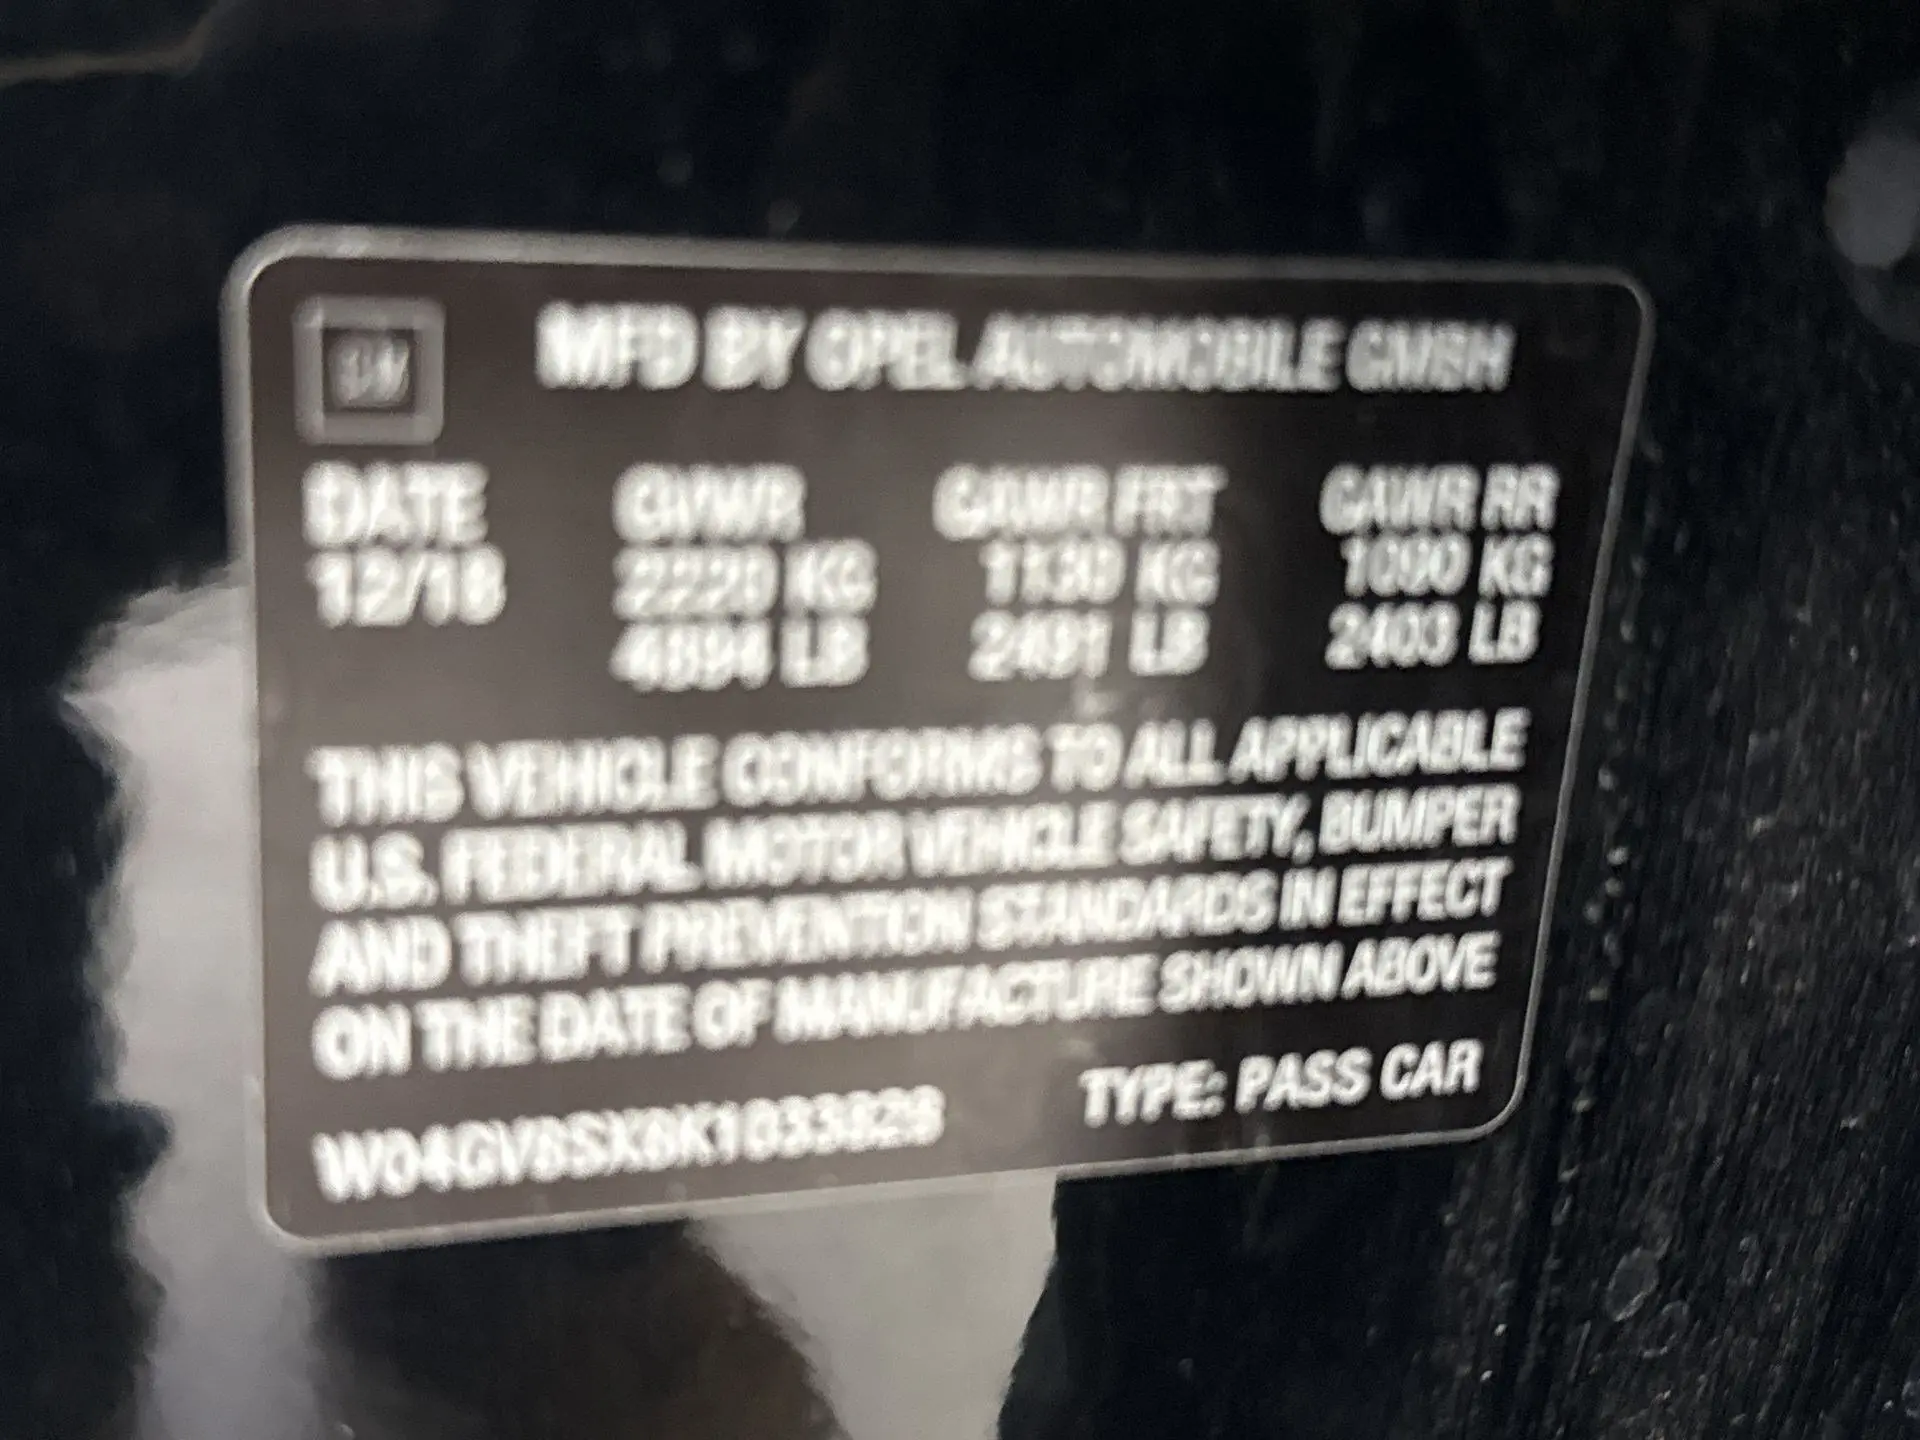 GM
MFD BY OPEL AUTOMOBILE GMBH
DATE GVWR GAWR FRT GAWR RR
12/18 2220 KG 1130 KG 1090 KG
4894 LB 2491 LB 2403 LB
THIS VEHICLE CONFORMS TO ALL APPLICABLE
U.S. FEDERAL MOTOR VEHICLE SAFETY, BUMPER
AND THEFT PREVENTION STANDARDS IN EFFECT
ON THE DATE OF MANUFACTURE SHOWN ABOVE
W04GV8SX8K1033828 TYPE: PASS CAR